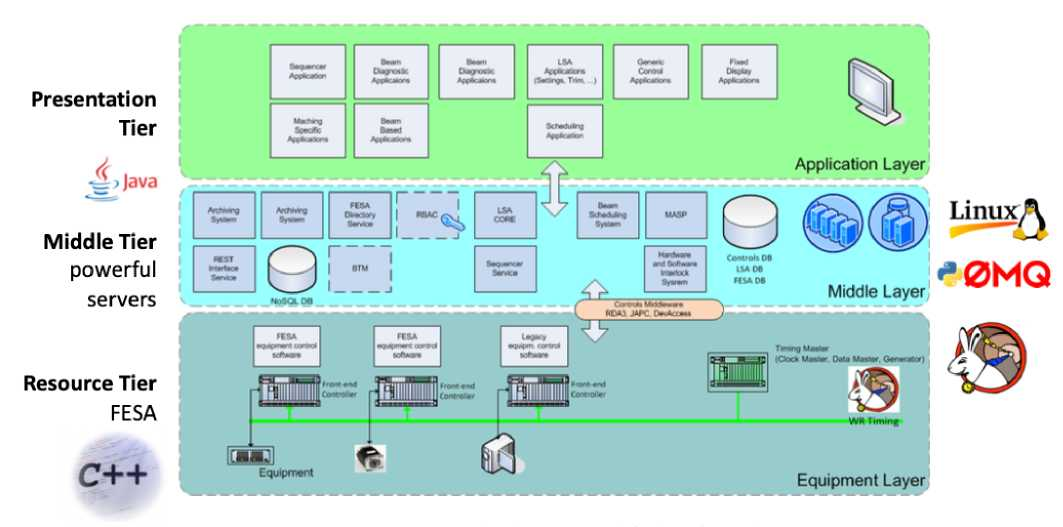 Presentation
Tier
Java
Middle Tier
powerful
servers
Resource Tier
FESA
C++
Sequencer
Application
Beam
Diagnostic
Applicaions
Beam
Diagnostic
Applicaions
LSA
Applications
(Settings, Trim, ...)
Generic
Control
Applications
Fixed
Display
Applications
Maching
Specific
Applications
Beam
Based
Applications
Scheduling
Application
Application Layer
Archiving
System
Archiving
System
FESA
Directory
Service
RBAC
LSA
CORE
Beam
Scheduling
System
MASP
REST
Interface
Service
NoSQL DB
BTM
Sequencer
Service
Hardware
and Software
Interlock
Sysrem
Controls DB
LSA DB
FESA DB
Middle Layer
Linux
ØMQ
Controls Middleware
RDA3, JAPC, DevAccess
FESA
equipment control
software
FESA
equipment control
software
Legacy
equipm. control
software
Front-end
Controller
Front-end
Controller
Front-end
Controller
Timing Master
(Clock Master, Data Master, Generator)
WR Timing
Equipment
Equipment Layer